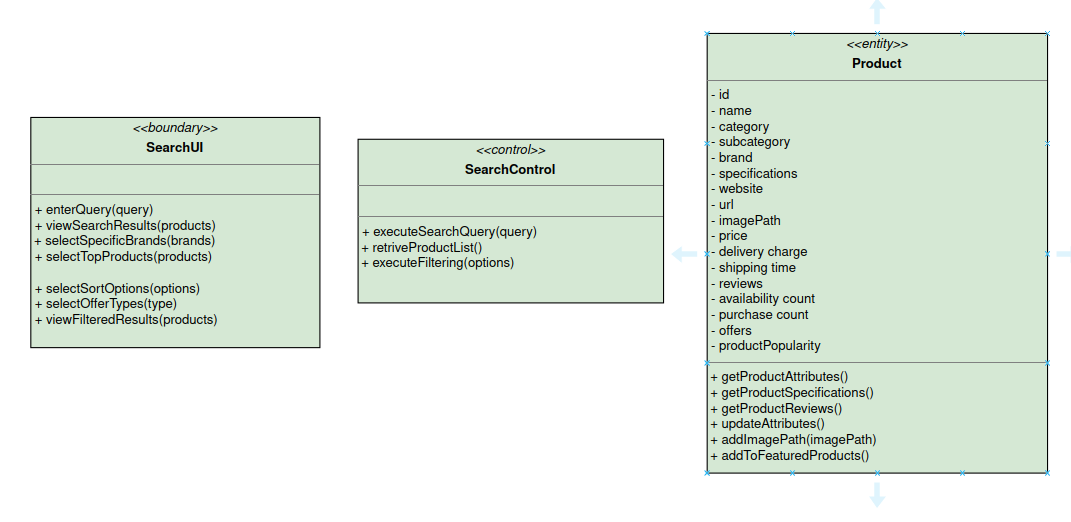 <<boundary>>
SearchUI
+ enterQuery(query)
+ viewSearchResults(products)
+ selectSpecificBrands(brands)
+ selectTopProducts(products)
+ selectSortOptions(options)
+ selectOfferTypes(type)
+ viewFilteredResults(products)
<<control>>
SearchControl
+ executeSearchQuery(query)
+ retriveProductList()
+ executeFiltering(options)
<<entity>>
Product
- id
- name
- category
- subcategory
- brand
- specifications
- website
- url
- imagePath
- price
- delivery charge
- shipping time
- reviews
- availability count
- purchase count
- offers
- productPopularity
+ getProductAttributes()
+ getProductSpecifications()
+ getProductReviews()
+ updateAttributes()
+ addImagePath(imagePath)
+ addToFeaturedProducts()